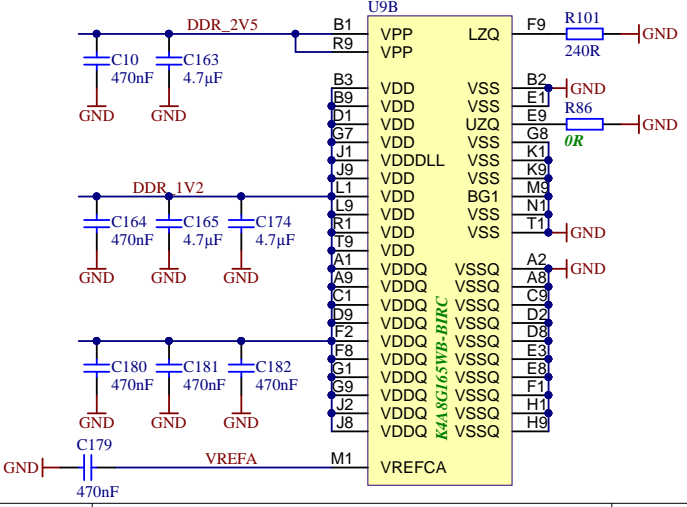 U9B
DDR_2V5
B1
VPP
LZQ
F9
R101
GND
R9
VPP
240R
C10
470nF
C163
4.7µF
GND
GND
B3
VDD
VSS
B2
GND
B9
VDD
VSS
E1
R86
D1
VDD
UZQ
E9
GND
G7
VDD
VSS
G8
0R
J1
VDDDLL
VSS
K1
J9
VDD
VSS
K9
DDR_1V2
L1
VDD
BG1
M9
L9
VDD
VSS
N1
R1
VDD
VSS
T1
GND
T9
VDD
C164
470nF
C165
4.7µF
C174
4.7µF
GND
GND
GND
A1
VDDQ
VSSQ
A2
GND
A9
VDDQ
VSSQ
A8
C1
VDDQ
VSSQ
C9
D9
VDDQ
VSSQ
D2
F2
VDDQ
VSSQ
D8
F8
VDDQ
VSSQ
E3
G1
VDDQ
VSSQ
E8
G9
VDDQ
VSSQ
F1
J2
VDDQ
VSSQ
H1
J8
VDDQ
VSSQ
H9
K4A8G165WB-BIRC
C180
470nF
C181
470nF
C182
470nF
GND
GND
GND
C179
GND
470nF
VREFA
M1
VREFCA